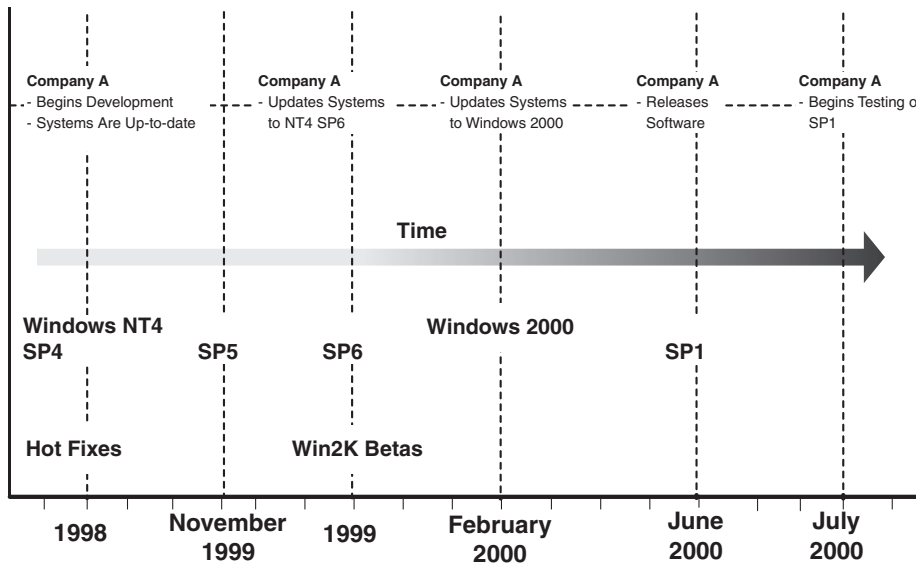 Company A
- Begins Development
- Systems Are Up-to-date
Company A
- Updates Systems
to NT4 SP6
Company A
- Updates Systems
to Windows 2000
Company A
- Releases
Software
Company A
- Begins Testing o
SP1
Time
Windows NT4
SP4
SP5
SP6
Windows 2000
SP1
Hot Fixes
Win2K Betas
1998
November
1999
1999
February
2000
June
2000
July
2000